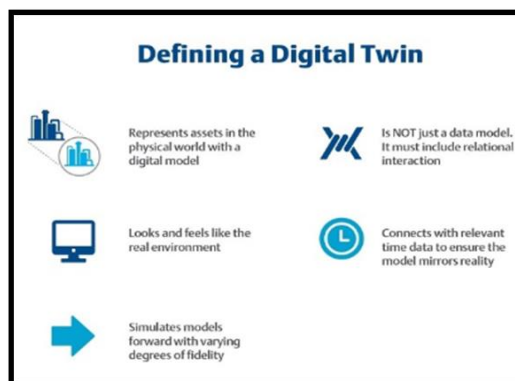 Defining a Digital Twin
Represents assets in the
physical world with a
digital model
Is NOT just a data model.
It must include relational
interaction
Looks and feels like the
real environment
Connects with relevant
time data to ensure the
model mirrors reality
Simulates models
forward with varying
degrees of fidelity